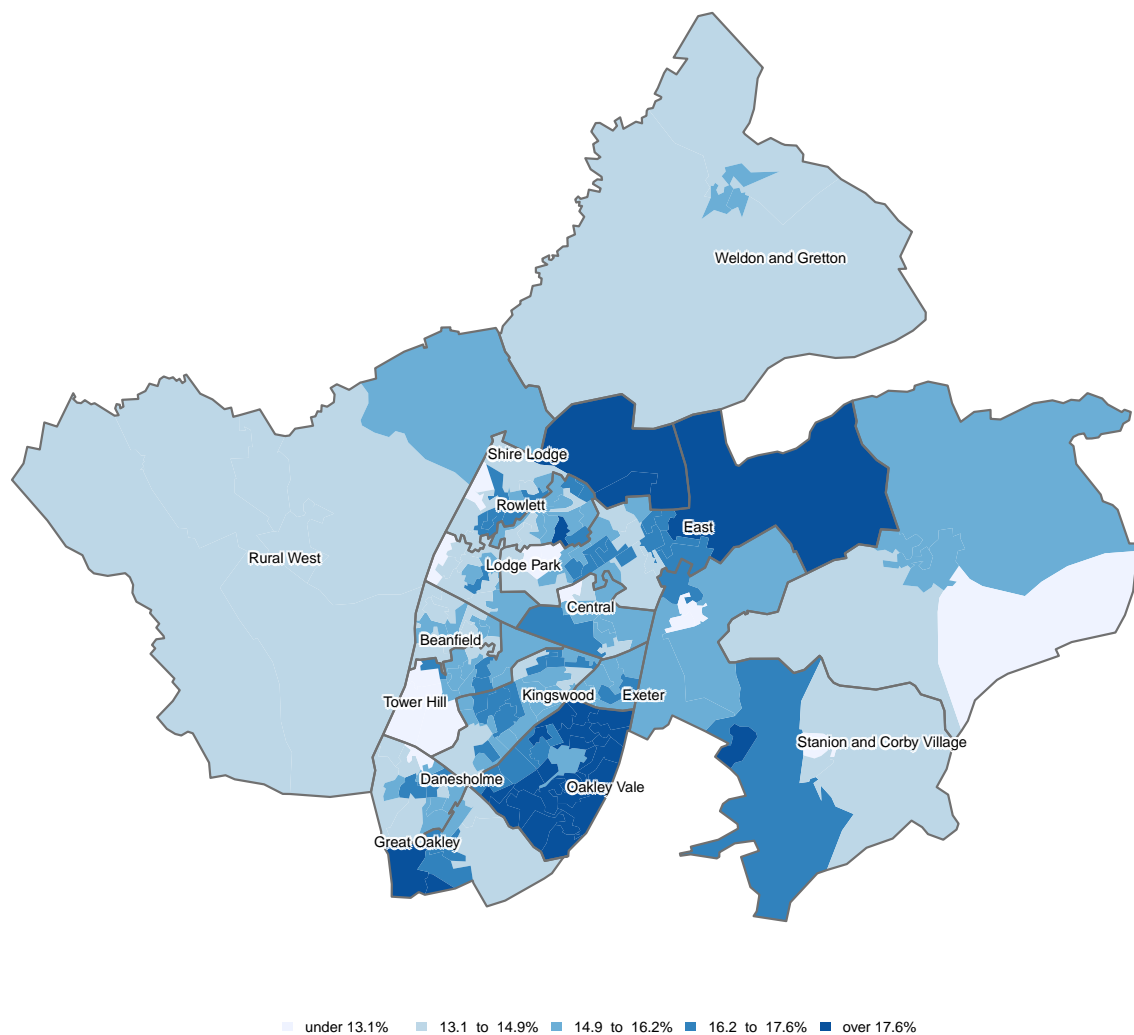 Weldon and Gretton
Shire Lodge
Rowlett
East
Rural West
Lodge Park
Central
Beanfield
Tower Hill
Kingswood
Exeter
Stanion and Corby Village
Danesholme
Oakley Vale
Great Oakley
under 13.1% 13.1 to 14.9% 14.9 to 16.2% 16.2 to 17.6% over 17.6%